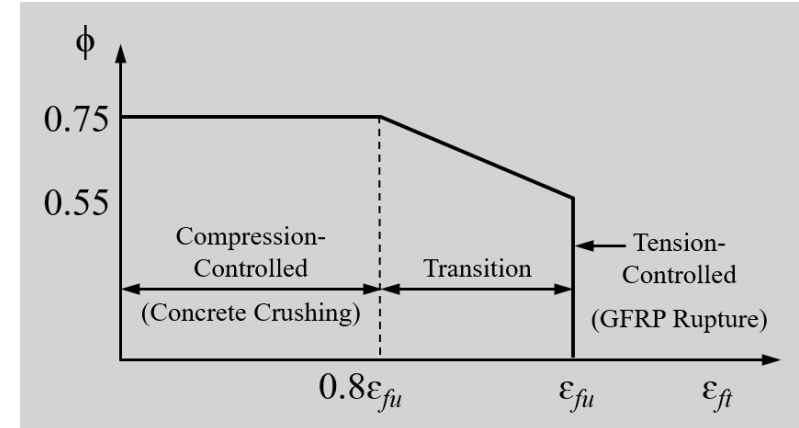 ϕ
0.75
0.55
Compression-
Controlled
(Concrete Crushing)
Transition
Tension-
Controlled
(GFRP Rupture)
0.8εfu
εfu
εft